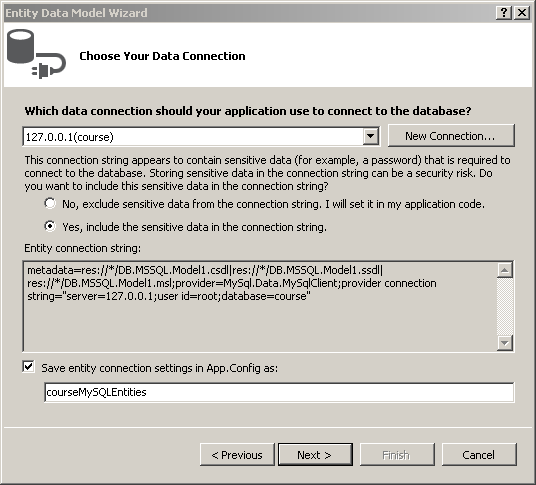 Entity Data Model Wizard
Choose Your Data Connection
Which data connection should your application use to connect to the database?
127.0.0.1(course)
New Connection...
This connection string appears to contain sensitive data (for example, a password) that is required to
connect to the database. Storing sensitive data in the connection string can be a security risk. Do
you want to include this sensitive data in the connection string?
No, exclude sensitive data from the connection string. I will set it in my application code.
Yes, include the sensitive data in the connection string.
Entity connection string:
metadata=res://*/DB.MSSQL.Model1.csdl|res://*/DB.MSSQL.Model1.ssdl|
res://*/DB.MSSQL.Model1.msl;provider=MySql.Data.MySqlClient;provider connection
string="server=127.0.0.1;user id=root;database=course"
Save entity connection settings in App.Config as:
courseMySQLEntities
< Previous
Next >
Finish
Cancel